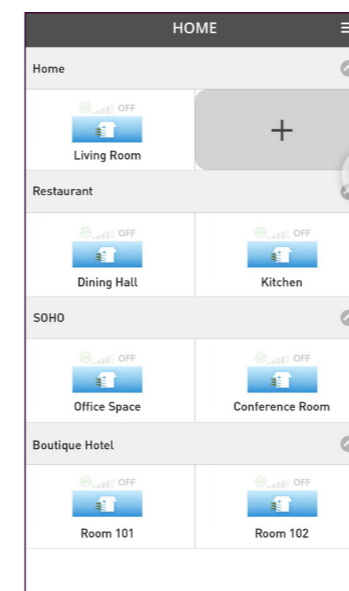 HOME
Home
OFF
Living Room
+
Restaurant
OFF
OFF
Dining Hall
Kitchen
SOHO
OFF
OFF
Office Space
Conference Room
Boutique Hotel
OFF
OFF
Room 101
Room 102